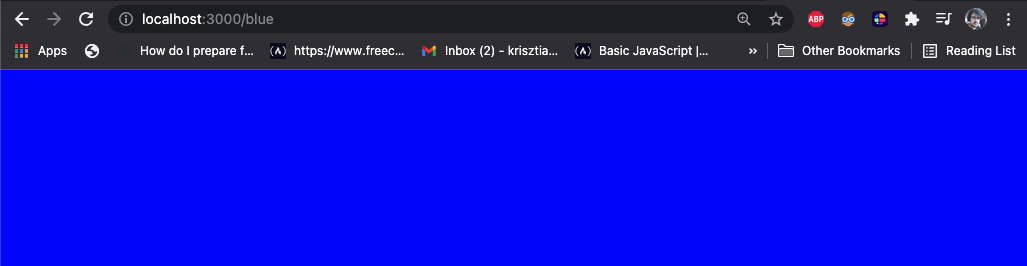 localhost:3000/blue
ABP
Apps How do I prepare f... https://www.freec... Inbox (2) - krisztia... Basic JavaScript |... » Other Bookmarks Reading List